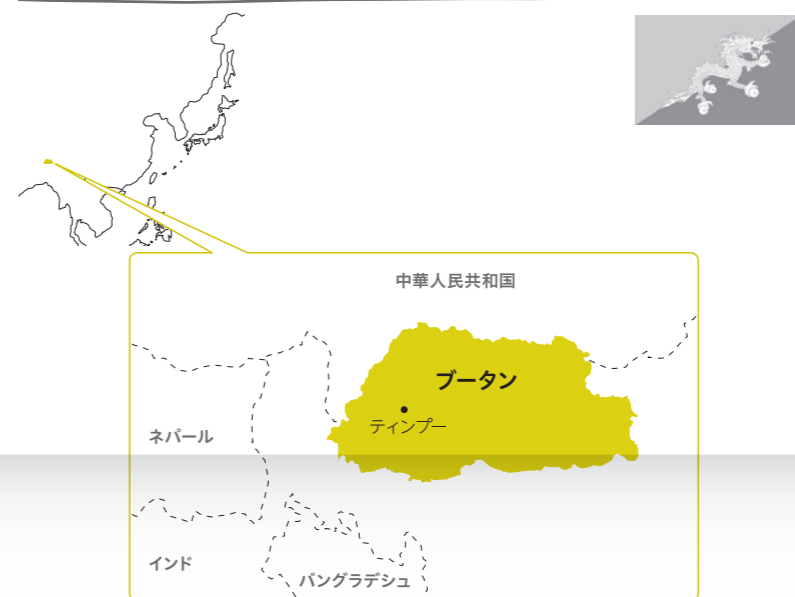 中華人民共和国
ブータン
ティンプー
ネパール
インド
バングラデシュ